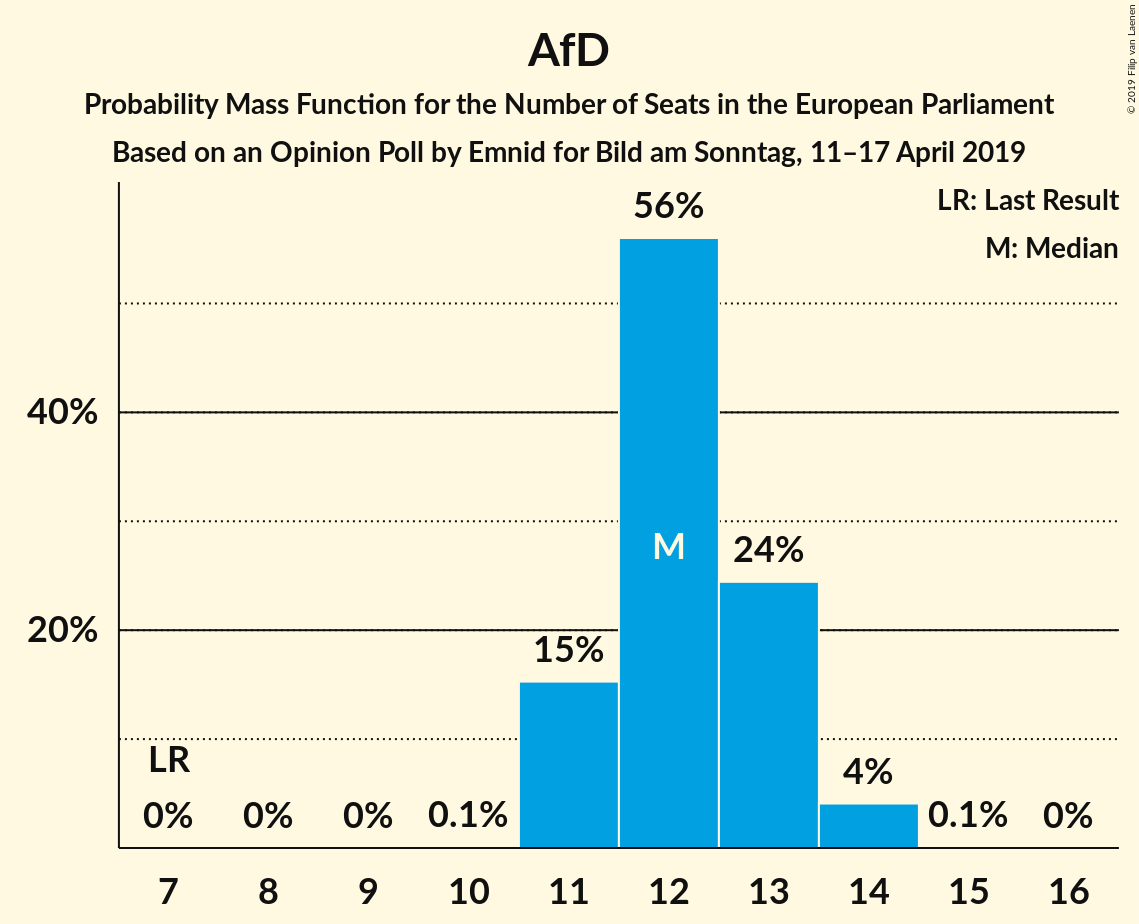 AfD
Probability Mass Function for the Number of Seats in the European Parliament
Based on an Opinion Poll by Emnid for Bild am Sonntag, 11–17 April 2019
© 2019 Filip van Laenen
LR: Last Result
M: Median
56%
40%
M
24%
20%
15%
LR
4%
0% 0% 0% 0.1% 0.1% 0%
7 8 9 10 11 12 13 14 15 16